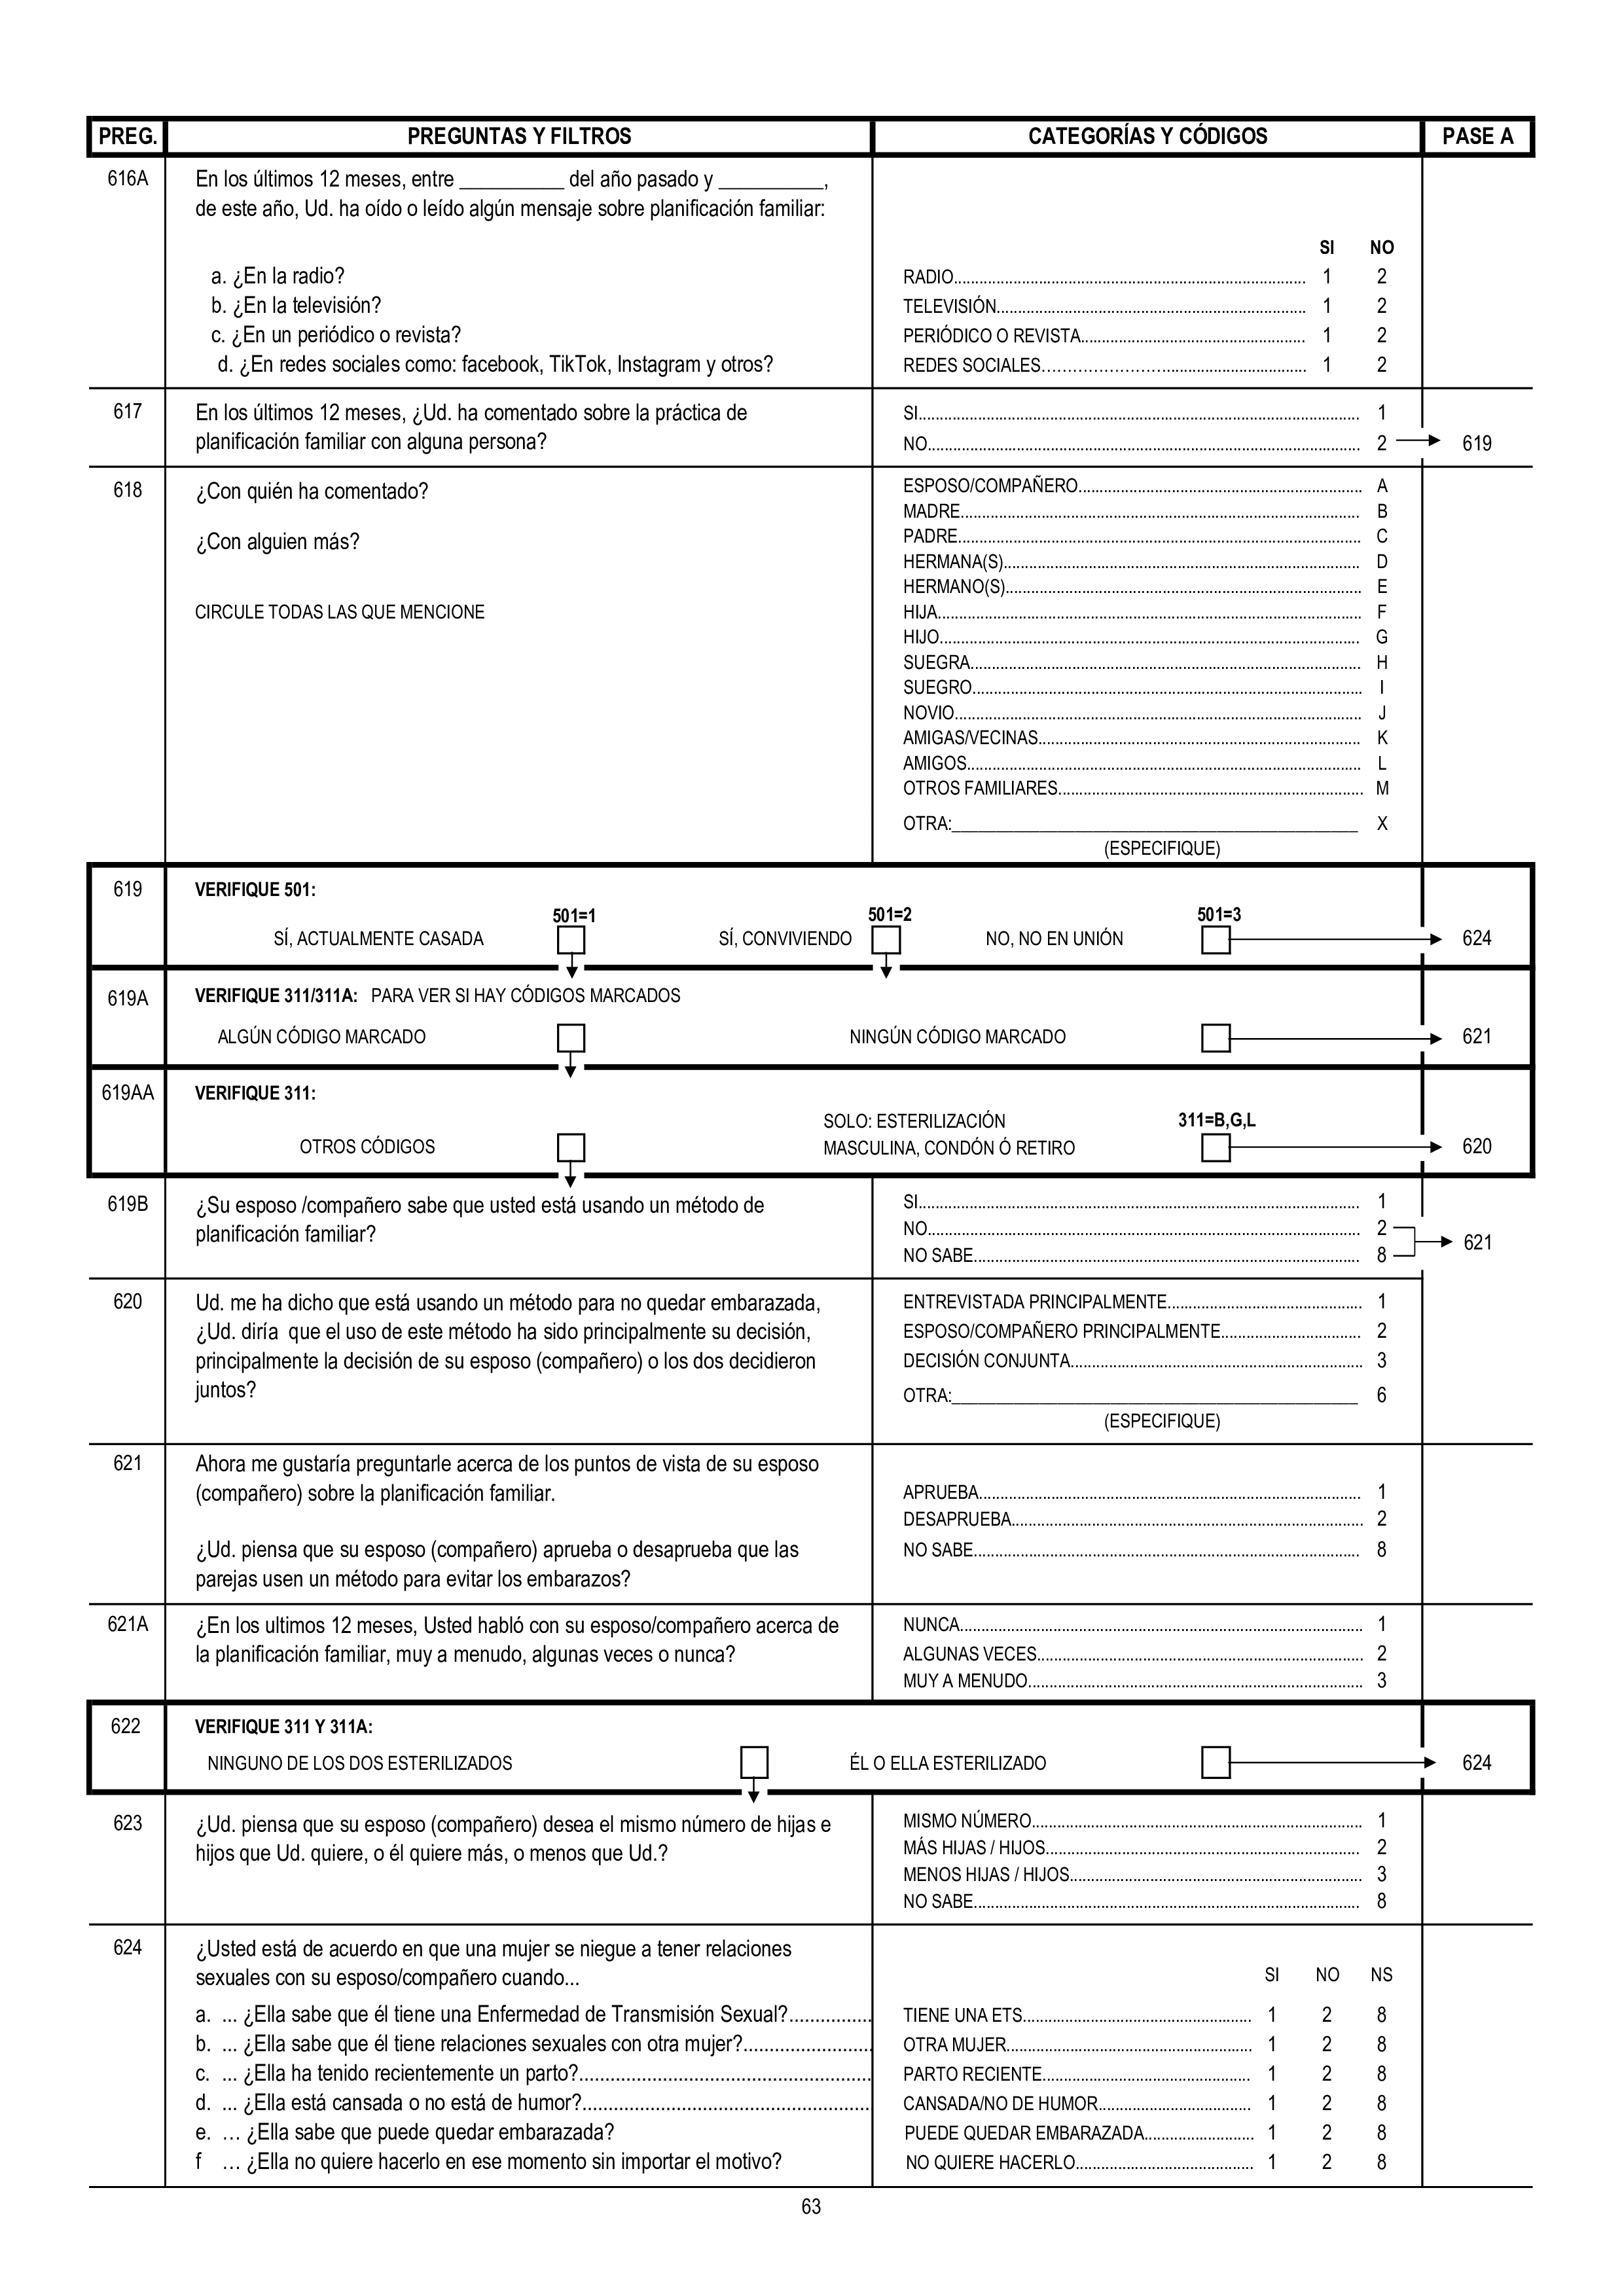 PREG. PREGUNTAS Y FILTROS CATEGORÍAS Y CÓDIGOS PASE A
616A En los últimos 12 meses, entre __________ del año pasado y __________,
de este año, Ud. ha oído o leído algún mensaje sobre planificación familiar:
SI NO
a. ¿En la radio? RADIO.......... 1 2
b. ¿En la televisión? TELEVISIÓN.......... 1 2
c. ¿En un periódico o revista? PERIÓDICO O REVISTA.......... 1 2
d. ¿En redes sociales como: facebook, TikTok, Instagram y otros? REDES SOCIALES.......... 1 2
617 En los últimos 12 meses, ¿Ud. ha comentado sobre la práctica de SI.......... 1
planificación familiar con alguna persona? NO.......... 2 619
618 ¿Con quién ha comentado? ESPOSO/COMPAÑERO.......... A
MADRE.......... B
¿Con alguien más? PADRE.......... C
HERMANA(S).......... D
HERMANO(S).......... E
CIRCULE TODAS LAS QUE MENCIONE HIJA.......... F
HIJO.......... G
SUEGRA.......... H
SUEGRO.......... I
NOVIO.......... J
AMIGAS/VECINAS.......... K
AMIGOS.......... L
OTROS FAMILIARES.......... M
OTRA:__________ X
(ESPECIFIQUE)
619 VERIFIQUE 501:
501=1 501=2 501=3
SÍ, ACTUALMENTE CASADA SÍ, CONVIVIENDO NO, NO EN UNIÓN 624
619A VERIFIQUE 311/311A: PARA VER SI HAY CÓDIGOS MARCADOS
ALGÚN CÓDIGO MARCADO NINGÚN CÓDIGO MARCADO 621
619AA VERIFIQUE 311:
SOLO: ESTERILIZACIÓN 311=B,G,L
OTROS CÓDIGOS MASCULINA, CONDÓN Ó RETIRO 620
619B ¿Su esposo /compañero sabe que usted está usando un método de SI.......... 1
planificación familiar? NO.......... 2
NO SABE.......... 8 621
620 Ud. me ha dicho que está usando un método para no quedar embarazada, ENTREVISTADA PRINCIPALMENTE.......... 1
¿Ud. diría que el uso de este método ha sido principalmente su decisión, ESPOSO/COMPAÑERO PRINCIPALMENTE.......... 2
principalmente la decisión de su esposo (compañero) o los dos decidieron DECISIÓN CONJUNTA.......... 3
juntos? OTRA:__________ 6
(ESPECIFIQUE)
621 Ahora me gustaría preguntarle acerca de los puntos de vista de su esposo
(compañero) sobre la planificación familiar. APRUEBA.......... 1
DESAPRUEBA.......... 2
¿Ud. piensa que su esposo (compañero) aprueba o desaprueba que las NO SABE.......... 8
parejas usen un método para evitar los embarazos?
621A ¿En los ultimos 12 meses, Usted habló con su esposo/compañero acerca de NUNCA.......... 1
la planificación familiar, muy a menudo, algunas veces o nunca? ALGUNAS VECES.......... 2
MUY A MENUDO.......... 3
622 VERIFIQUE 311 Y 311A:
NINGUNO DE LOS DOS ESTERILIZADOS ÉL O ELLA ESTERILIZADO 624
623 ¿Ud. piensa que su esposo (compañero) desea el mismo número de hijas e MISMO NÚMERO.......... 1
hijos que Ud. quiere, o él quiere más, o menos que Ud.? MÁS HIJAS / HIJOS.......... 2
MENOS HIJAS / HIJOS.......... 3
NO SABE.......... 8
624 ¿Usted está de acuerdo en que una mujer se niegue a tener relaciones
sexuales con su esposo/compañero cuando... SI NO NS
a. ... ¿Ella sabe que él tiene una Enfermedad de Transmisión Sexual?.......... TIENE UNA ETS.......... 1 2 8
b. ... ¿Ella sabe que él tiene relaciones sexuales con otra mujer?.......... OTRA MUJER.......... 1 2 8
c. ... ¿Ella ha tenido recientemente un parto?.......... PARTO RECIENTE.......... 1 2 8
d. ... ¿Ella está cansada o no está de humor?.......... CANSADA/NO DE HUMOR.......... 1 2 8
e. … ¿Ella sabe que puede quedar embarazada? PUEDE QUEDAR EMBARAZADA.......... 1 2 8
f … ¿Ella no quiere hacerlo en ese momento sin importar el motivo? NO QUIERE HACERLO.......... 1 2 8
63